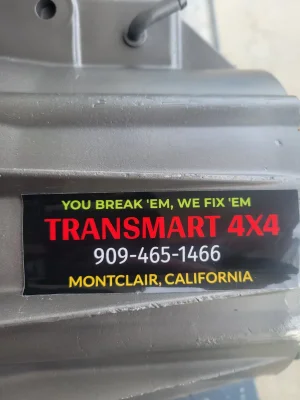 YOU BREAK 'EM, WE FIX 'EM
TRANSMART 4X4
909-465-1466
MONTCLAIR, CALIFORNIA